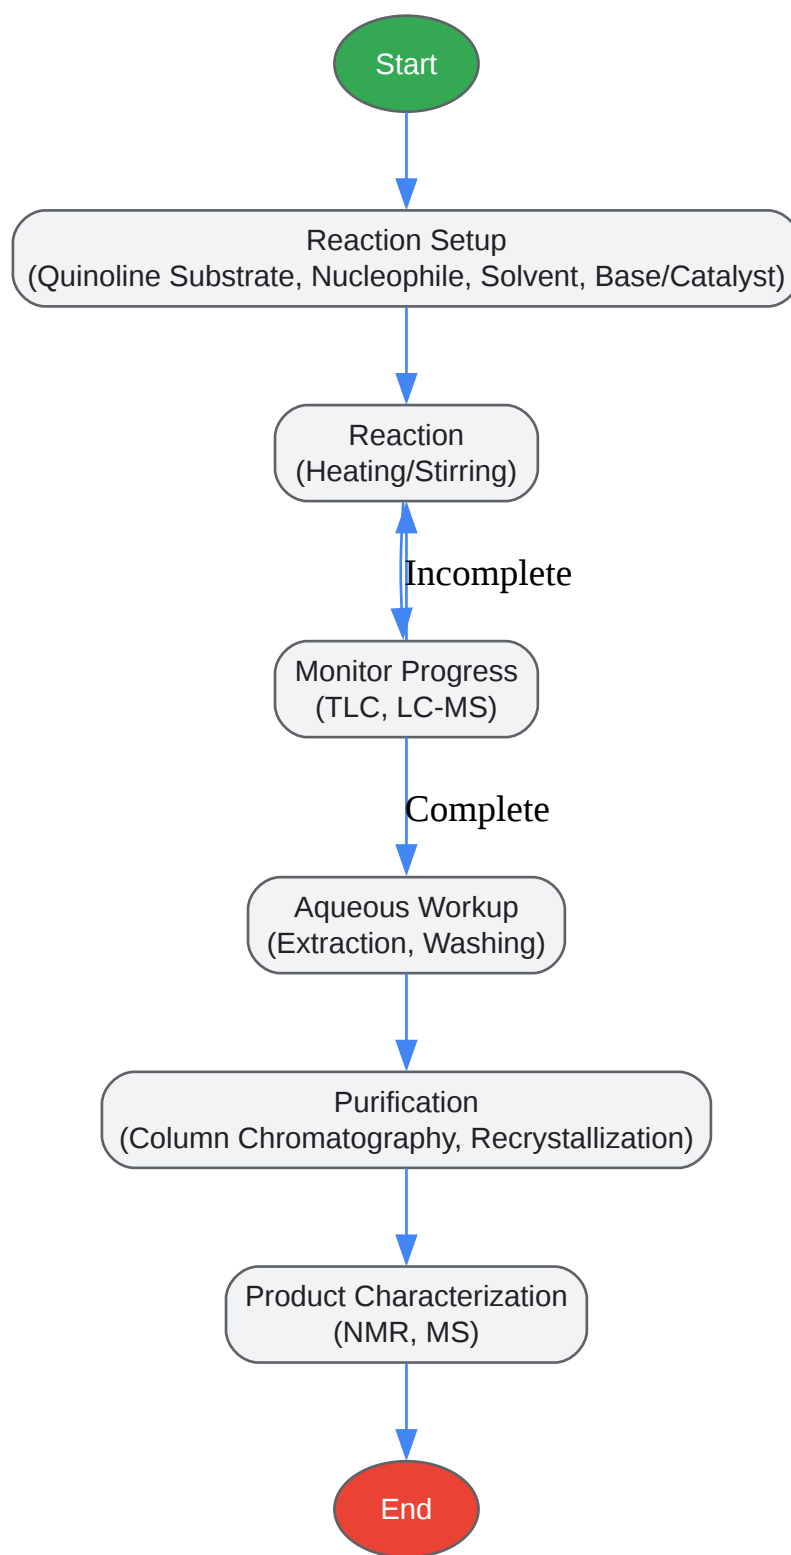 Start
Reaction Setup
(Quinoline Substrate, Nucleophile, Solvent, Base/Catalyst)
Reaction
(Heating/Stirring)
Incomplete
Monitor Progress
(TLC, LC-MS)
Complete
Aqueous Workup
(Extraction, Washing)
Purification
(Column Chromatography, Recrystallization)
Product Characterization
(NMR, MS)
End